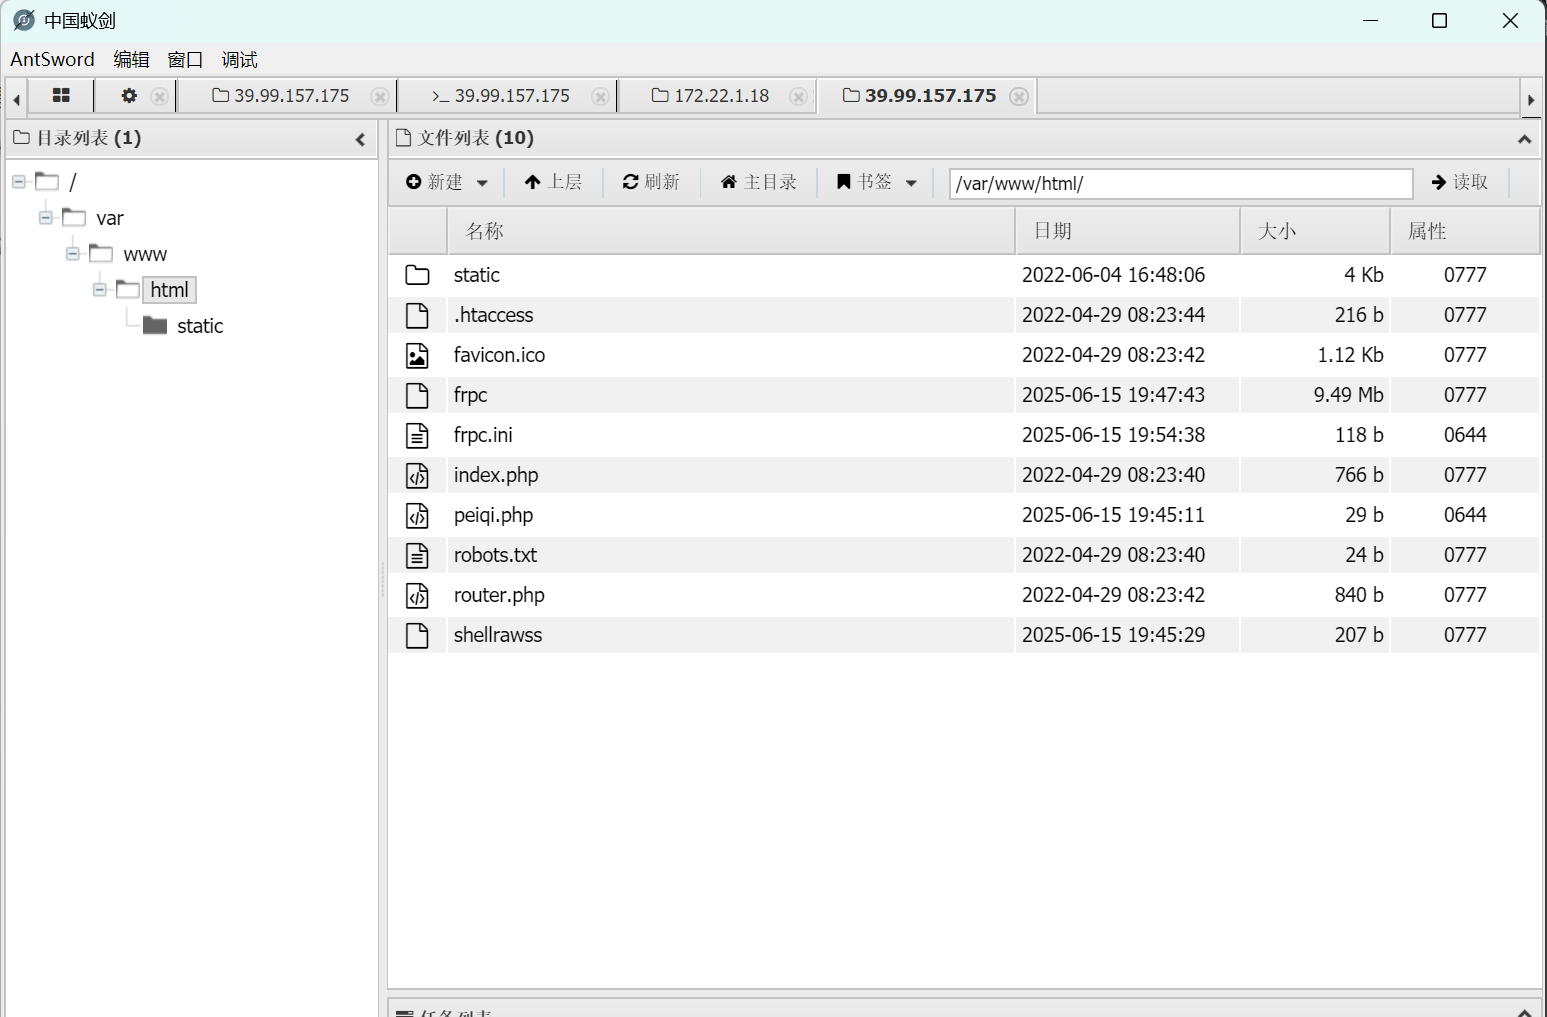 中国蚁剑
AntSword 编辑 窗口 调试
39.99.157.175 >_ 39.99.157.175 172.22.1.18 39.99.157.175
目录列表 (1)
/
var
www
html
static
文件列表 (10)
新建 上层 刷新 主目录 书签 /var/www/html/ 读取
名称 日期 大小 属性
static 2022-06-04 16:48:06 4 Kb 0777
.htaccess 2022-04-29 08:23:44 216 b 0777
favicon.ico 2022-04-29 08:23:42 1.12 Kb 0777
frpc 2025-06-15 19:47:43 9.49 Mb 0777
frpc.ini 2025-06-15 19:54:38 118 b 0644
index.php 2022-04-29 08:23:40 766 b 0777
peiqi.php 2025-06-15 19:45:11 29 b 0644
robots.txt 2022-04-29 08:23:40 24 b 0777
router.php 2022-04-29 08:23:42 840 b 0777
shellrawss 2025-06-15 19:45:29 207 b 0777
任务列表